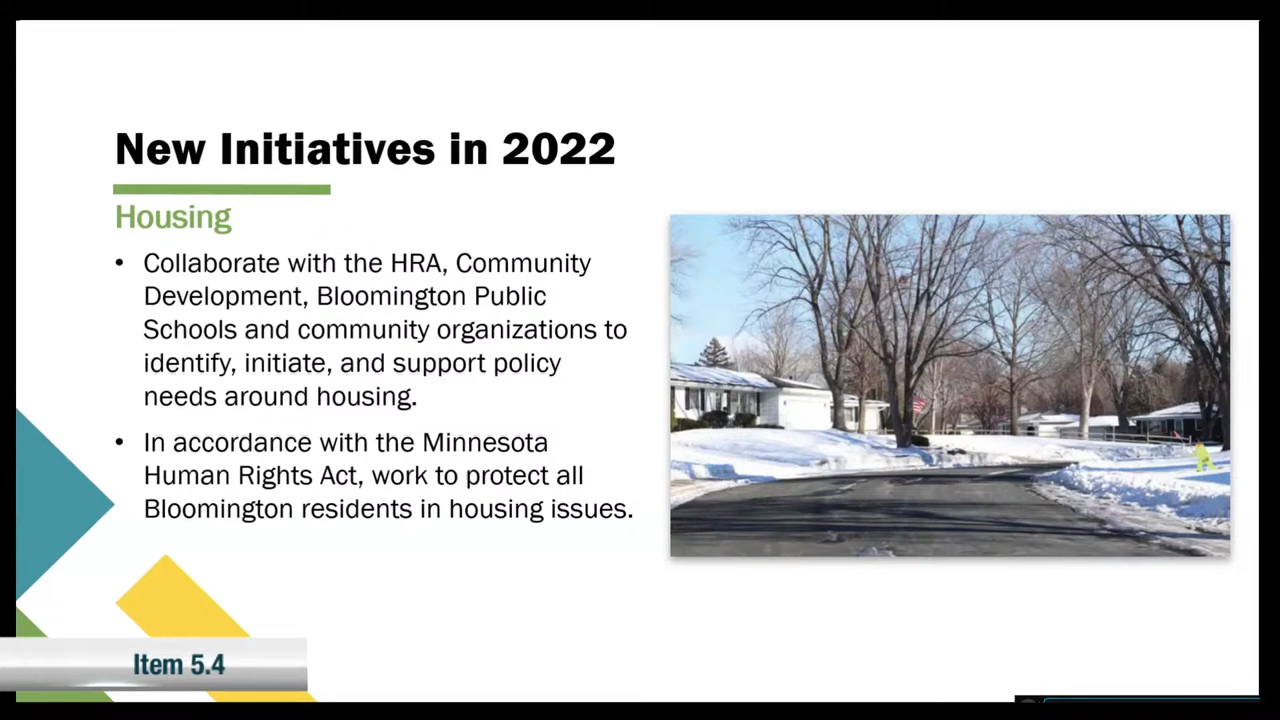 New Initiatives in 2022
Housing
• Collaborate with the HRA, Community
Development, Bloomington Public
Schools and community organizations to
identify, initiate, and support policy
needs around housing.
• In accordance with the Minnesota
Human Rights Act, work to protect all
Bloomington residents in housing issues.
Item 5.4